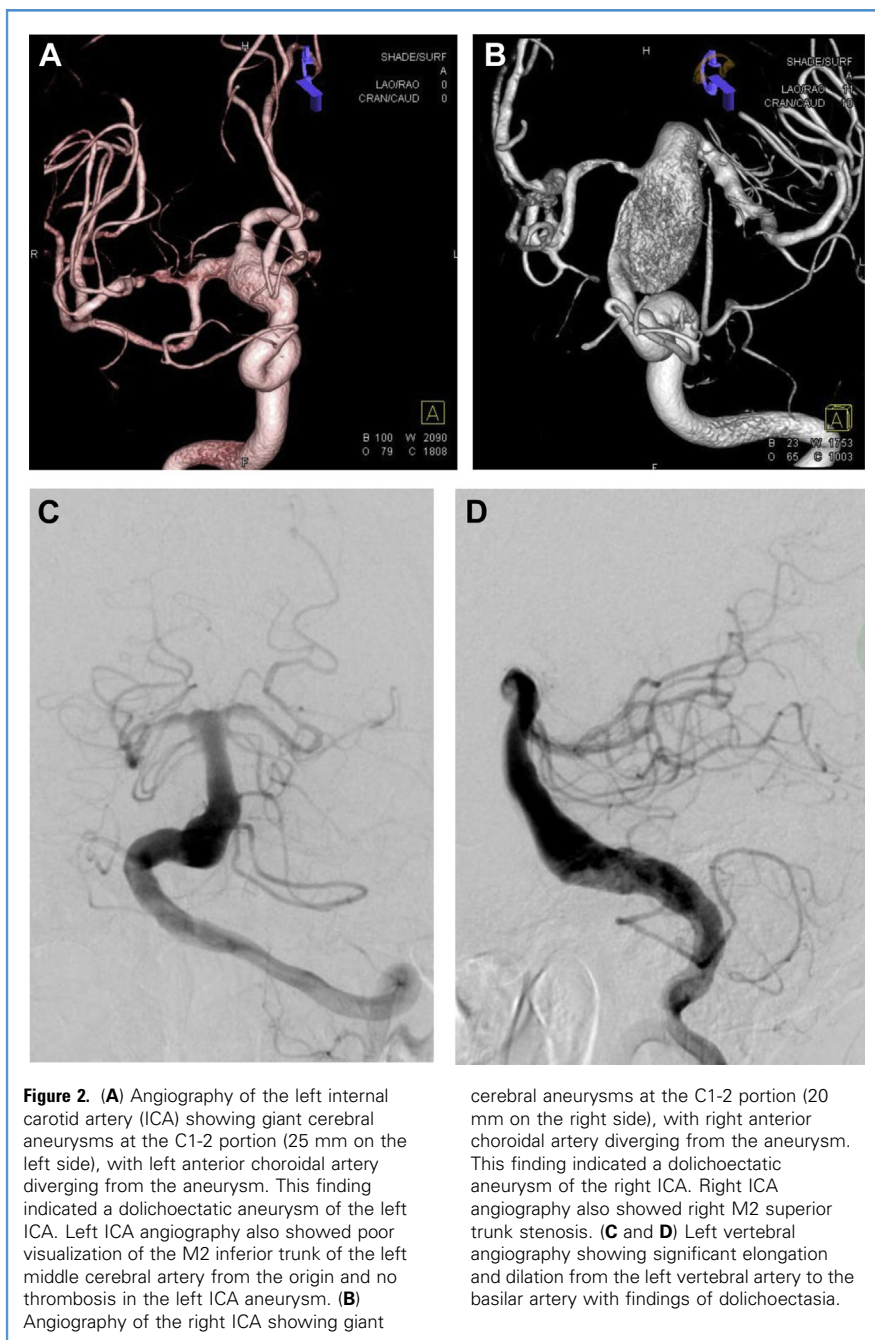 A
H
SHADE/SURF
A
LAO/RAO 0
CRAN/CAUD 0
R
L
A
B 100 W 2090
O 79 C 1808
F
B
H
SHADE/SURF
A
LAO/RAO 11
CRAN/CAUD 10
L
A
B 23 W 1753
O 65 C 1003
F
C
D
Figure 2. (A) Angiography of the left internal
carotid artery (ICA) showing giant cerebral
aneurysms at the C1-2 portion (25 mm on the
left side), with left anterior choroidal artery
diverging from the aneurysm. This finding
indicated a dolichoectatic aneurysm of the left
ICA. Left ICA angiography also showed poor
visualization of the M2 inferior trunk of the left
middle cerebral artery from the origin and no
thrombosis in the left ICA aneurysm. (B)
Angiography of the right ICA showing giant
cerebral aneurysms at the C1-2 portion (20
mm on the right side), with right anterior
choroidal artery diverging from the aneurysm.
This finding indicated a dolichoectatic
aneurysm of the right ICA. Right ICA
angiography also showed right M2 superior
trunk stenosis. (C and D) Left vertebral
angiography showing significant elongation
and dilation from the left vertebral artery to the
basilar artery with findings of dolichoectasia.